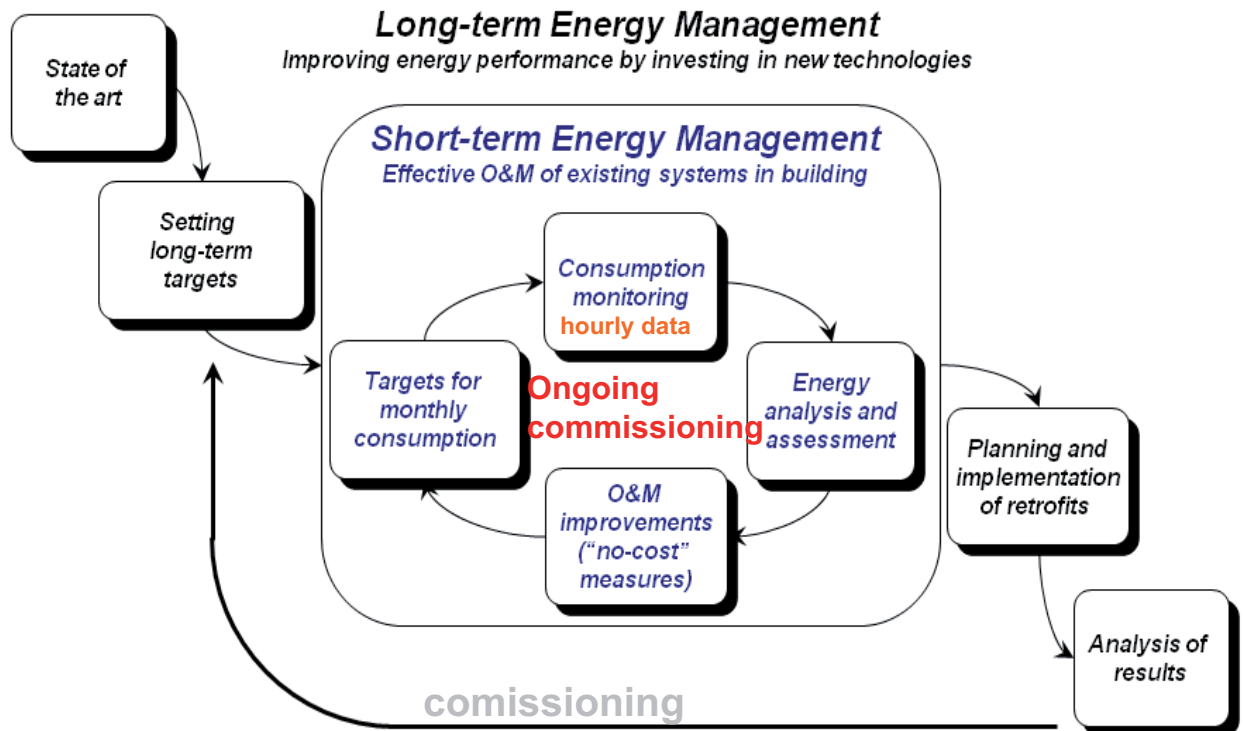 Long-term Energy Management
Improving energy performance by investing in new technologies
State of
the art
Setting
long-term
targets
Short-term Energy Management
Effective O&M of existing systems in building
Consumption
monitoring
hourly data
Targets for
monthly
consumption
Ongoing
commissioning
Energy
analysis and
assessment
O&M
improvements
(“no-cost”
measures)
Planning and
implementation
of retrofits
Analysis of
results
comissioning